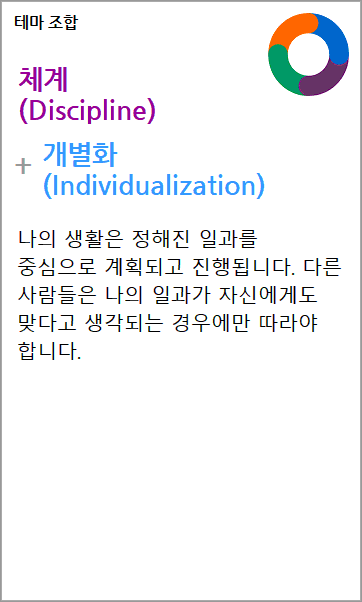 테마 조합
체계
(Discipline)
+ 개별화
(Individualization)
나의 생활은 정해진 일과를
중심으로 계획되고 진행됩니다. 다른
사람들은 나의 일과가 자신에게도
맞다고 생각되는 경우에만 따라야
합니다.